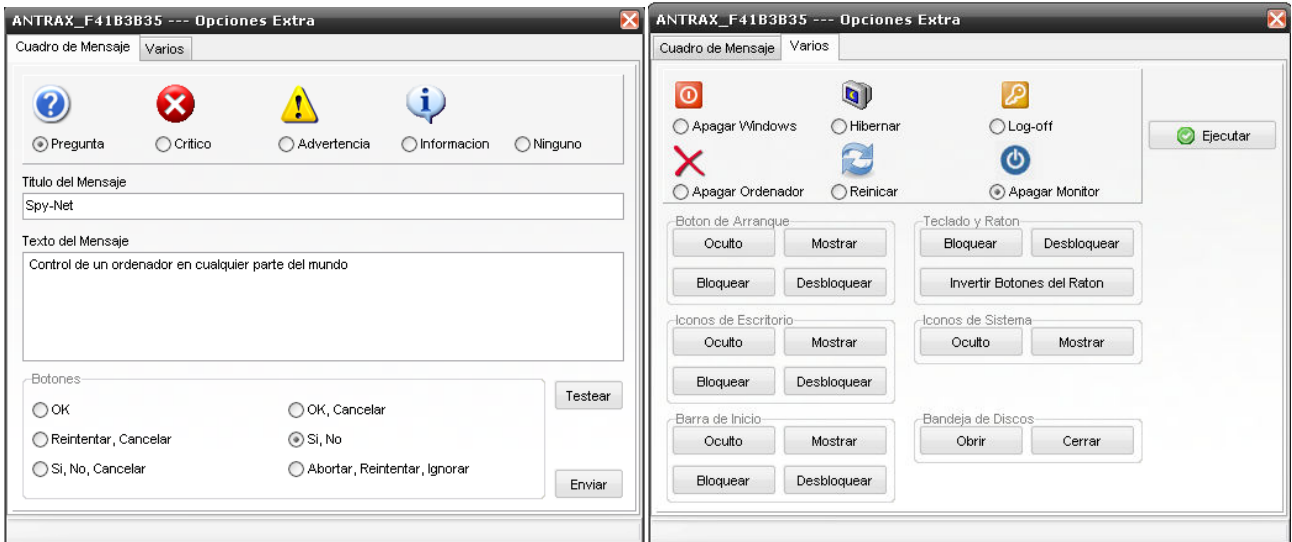 ANTRAX_F41B3B35 --- Opciones Extra
Cuadro de Mensaje Varios
Pregunta Critico Advertencia Informacion Ninguno
Titulo del Mensaje
Spy-Net
Texto del Mensaje
Control de un ordenador en cualquier parte del mundo
Botones
OK OK, Cancelar
Reintentar, Cancelar Si, No
Si, No, Cancelar Abortar, Reintentar, Ignorar
Testear
Enviar
ANTRAX_F41B3B35 --- Opciones Extra
Cuadro de Mensaje Varios
Apagar Windows Hibernar Log-off
Apagar Ordenador Reinicar Apagar Monitor
Ejecutar
Boton de Arranque
Oculto Mostrar
Bloquear Desbloquear
Teclado y Raton
Bloquear Desbloquear
Invertir Botones del Raton
Iconos de Escritorio
Oculto Mostrar
Bloquear Desbloquear
Iconos de Sistema
Oculto Mostrar
Barra de Inicio
Oculto Mostrar
Bloquear Desbloquear
Bandeja de Discos
Obrir Cerrar